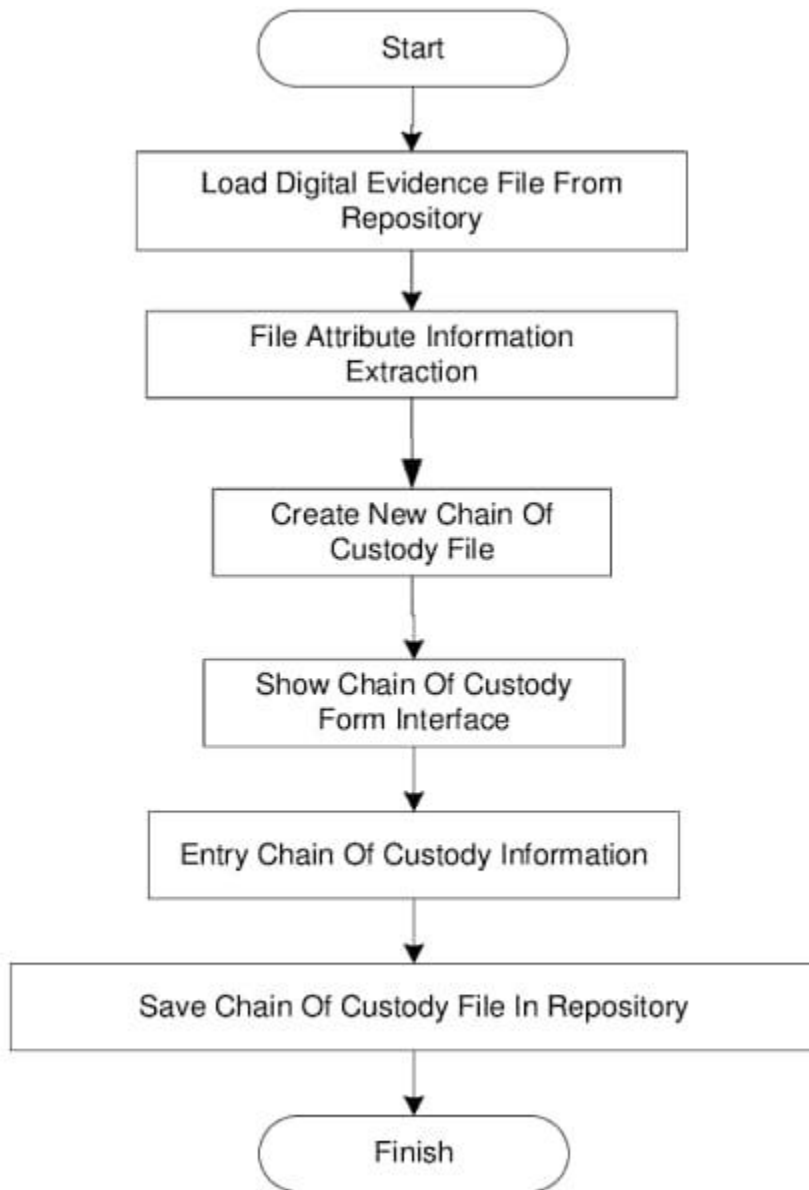 Start
Load Digital Evidence File From
Repository
File Attribute Information
Extraction
Create New Chain Of
Custody File
Show Chain Of Custody
Form Interface
Entry Chain Of Custody Information
Save Chain Of Custody File In Repository
Finish